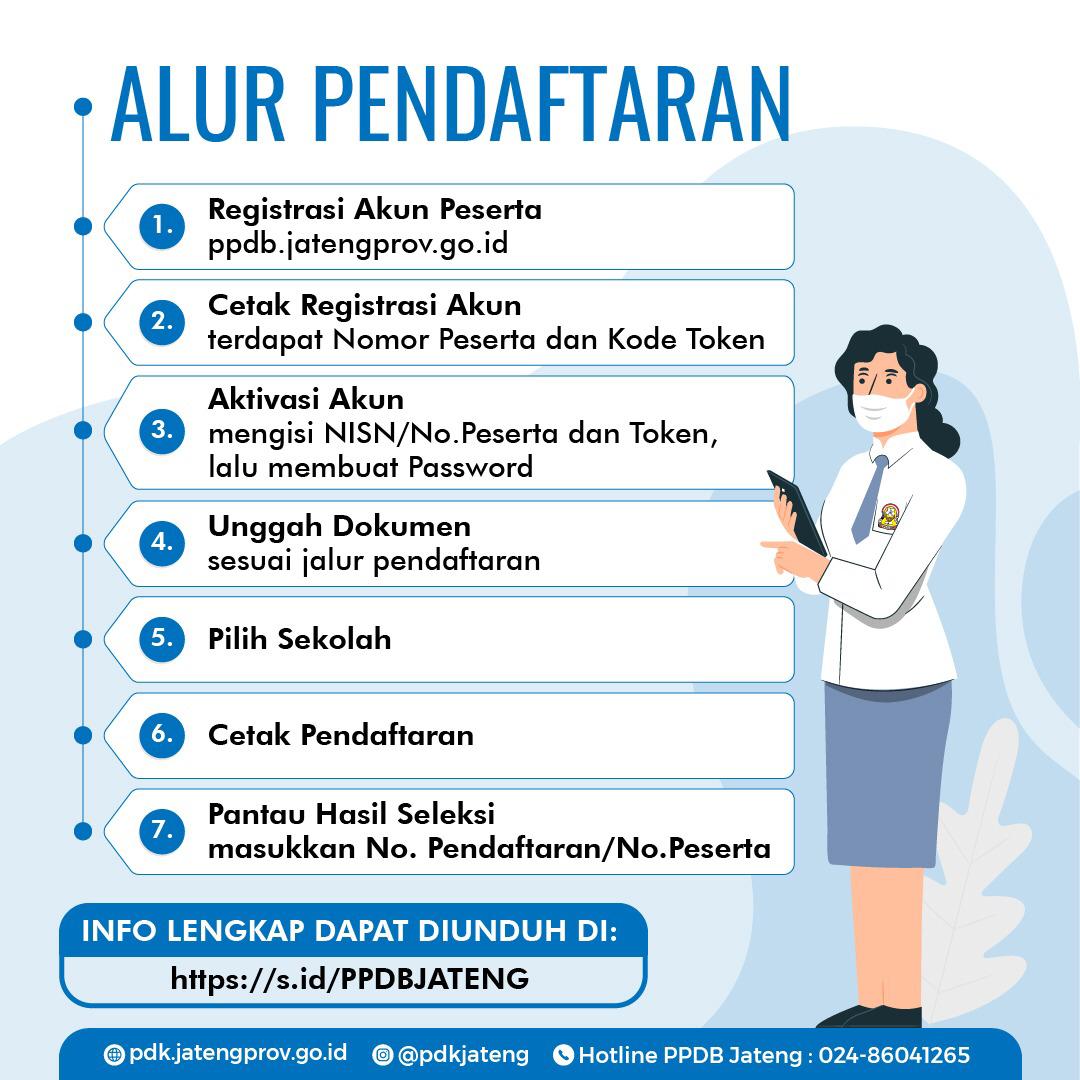 ALUR PENDAFTARAN
1.
Registrasi Akun Peserta
ppdb.jatengprov.go.id
2.
Cetak Registrasi Akun
terdapat Nomor Peserta dan Kode Token
3.
Aktivasi Akun
mengisi NISN/No.Peserta dan Token,
lalu membuat Password
4.
Unggah Dokumen
sesuai jalur pendaftaran
5.
Pilih Sekolah
6.
Cetak Pendaftaran
7.
Pantau Hasil Seleksi
masukkan No. Pendaftaran/No.Peserta
INFO LENGKAP DAPAT DIUNDUH DI:
https://s.id/PPDBJATENG
pdk.jatengprov.go.id @pdkjateng Hotline PPDB Jateng : 024-86041265